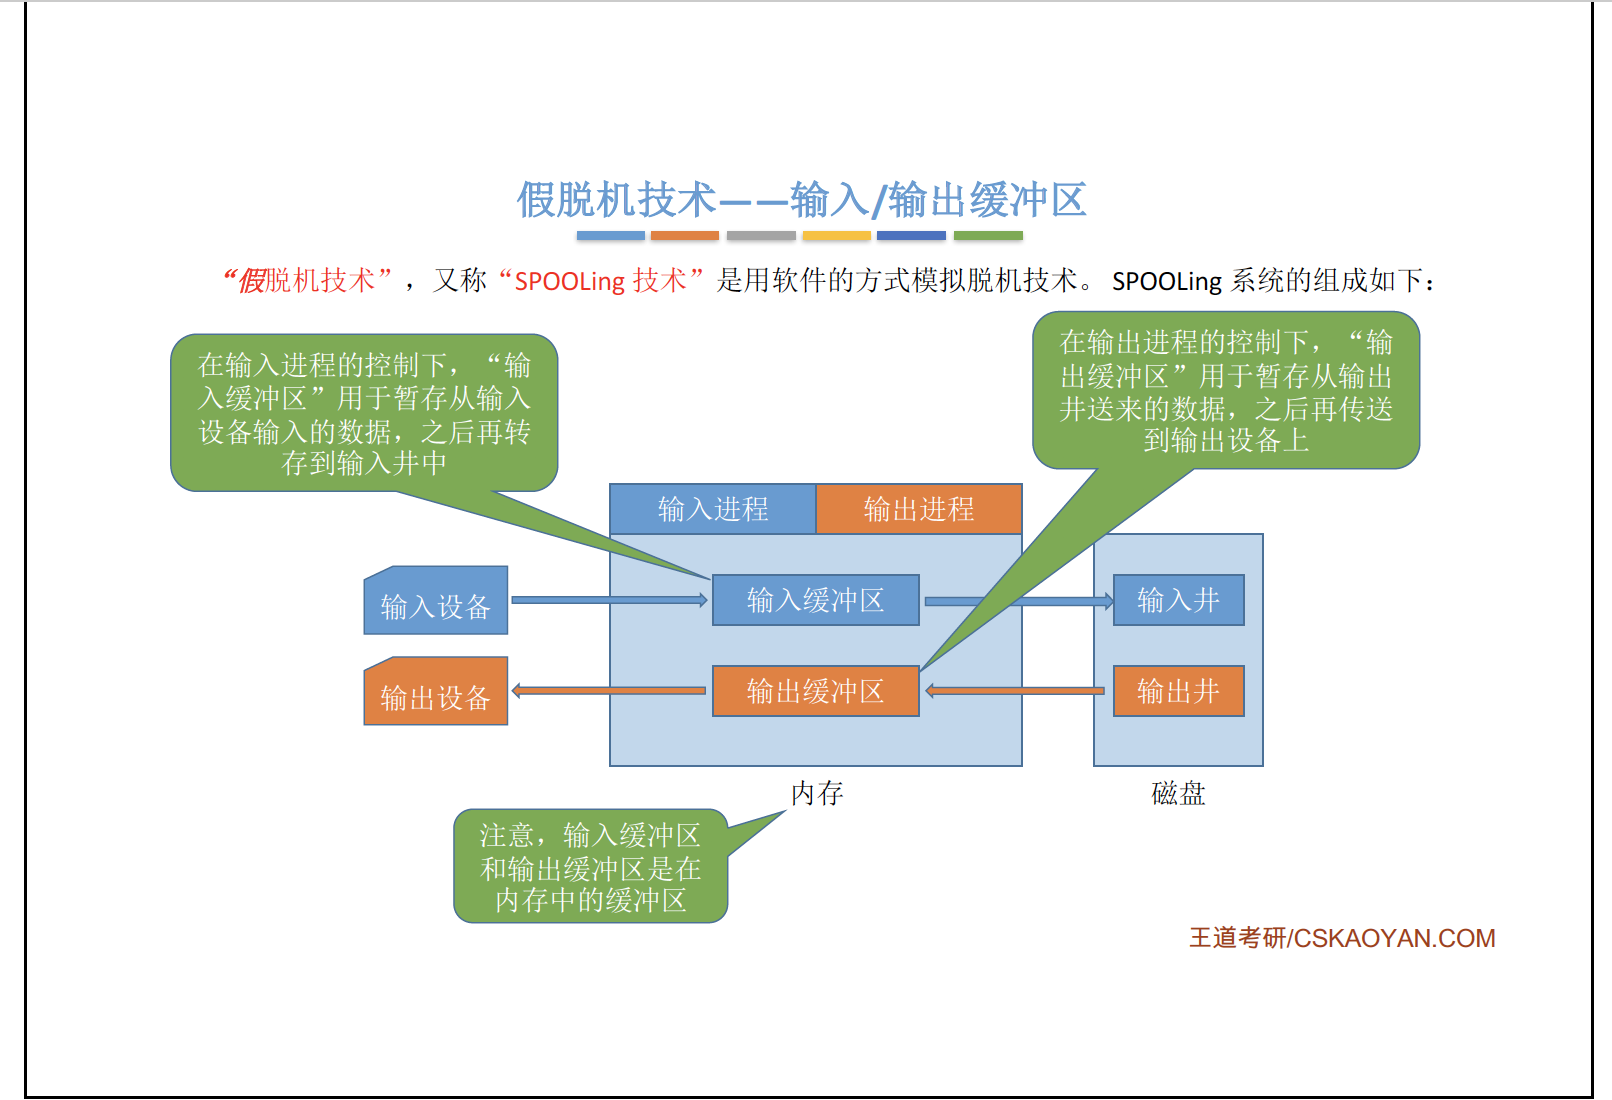 假脱机技术——输入/输出缓冲区
“假脱机技术”，又称“SPOOLing 技术”是用软件的方式模拟脱机技术。 SPOOLing 系统的组成如下：
在输入进程的控制下，“输
入缓冲区”用于暂存从输入
设备输入的数据，之后再转
存到输入井中
在输出进程的控制下，“输
出缓冲区”用于暂存从输出
井送来的数据，之后再传送
到输出设备上
输入进程
输出进程
输入设备
输入缓冲区
输入井
输出设备
输出缓冲区
输出井
内存
磁盘
注意，输入缓冲区
和输出缓冲区是在
内存中的缓冲区
王道考研/CSKAOYAN.COM